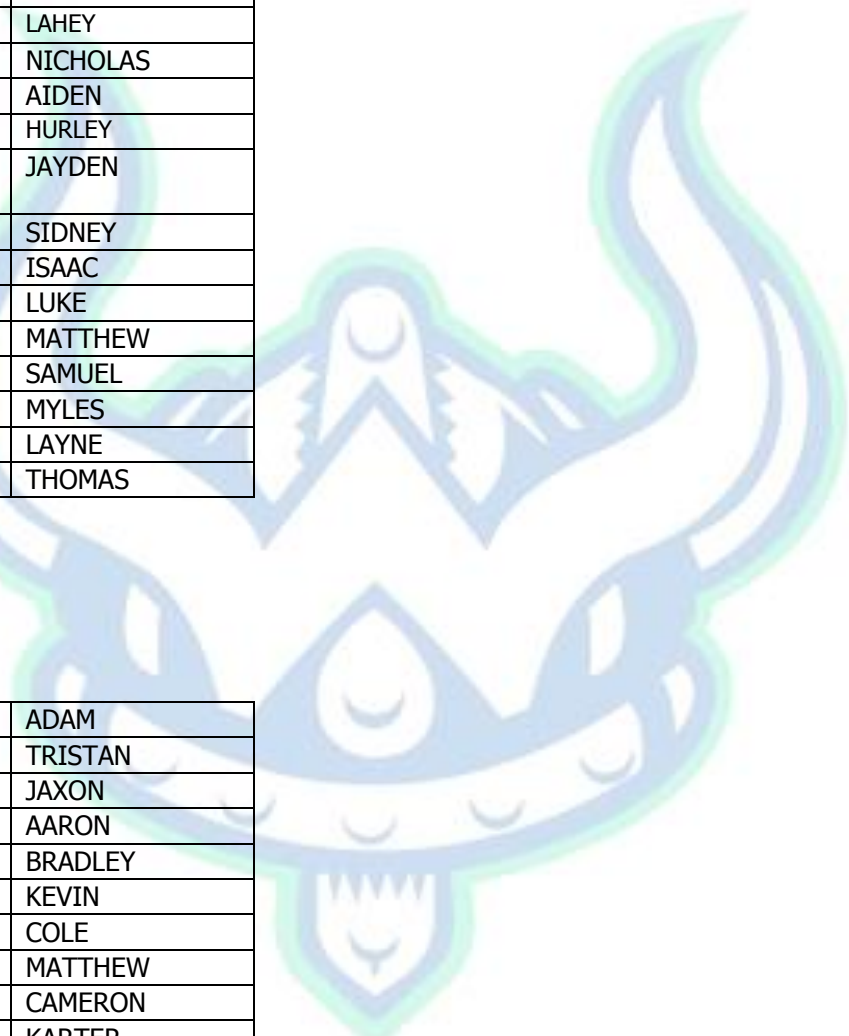 LAHEY
NICHOLAS
AIDEN
HURLEY
JAYDEN
SIDNEY
ISAAC
LUKE
MATTHEW
SAMUEL
MYLES
LAYNE
THOMAS
ADAM
TRISTAN
JAXON
AARON
BRADLEY
KEVIN
COLE
MATTHEW
CAMERON
KARTER